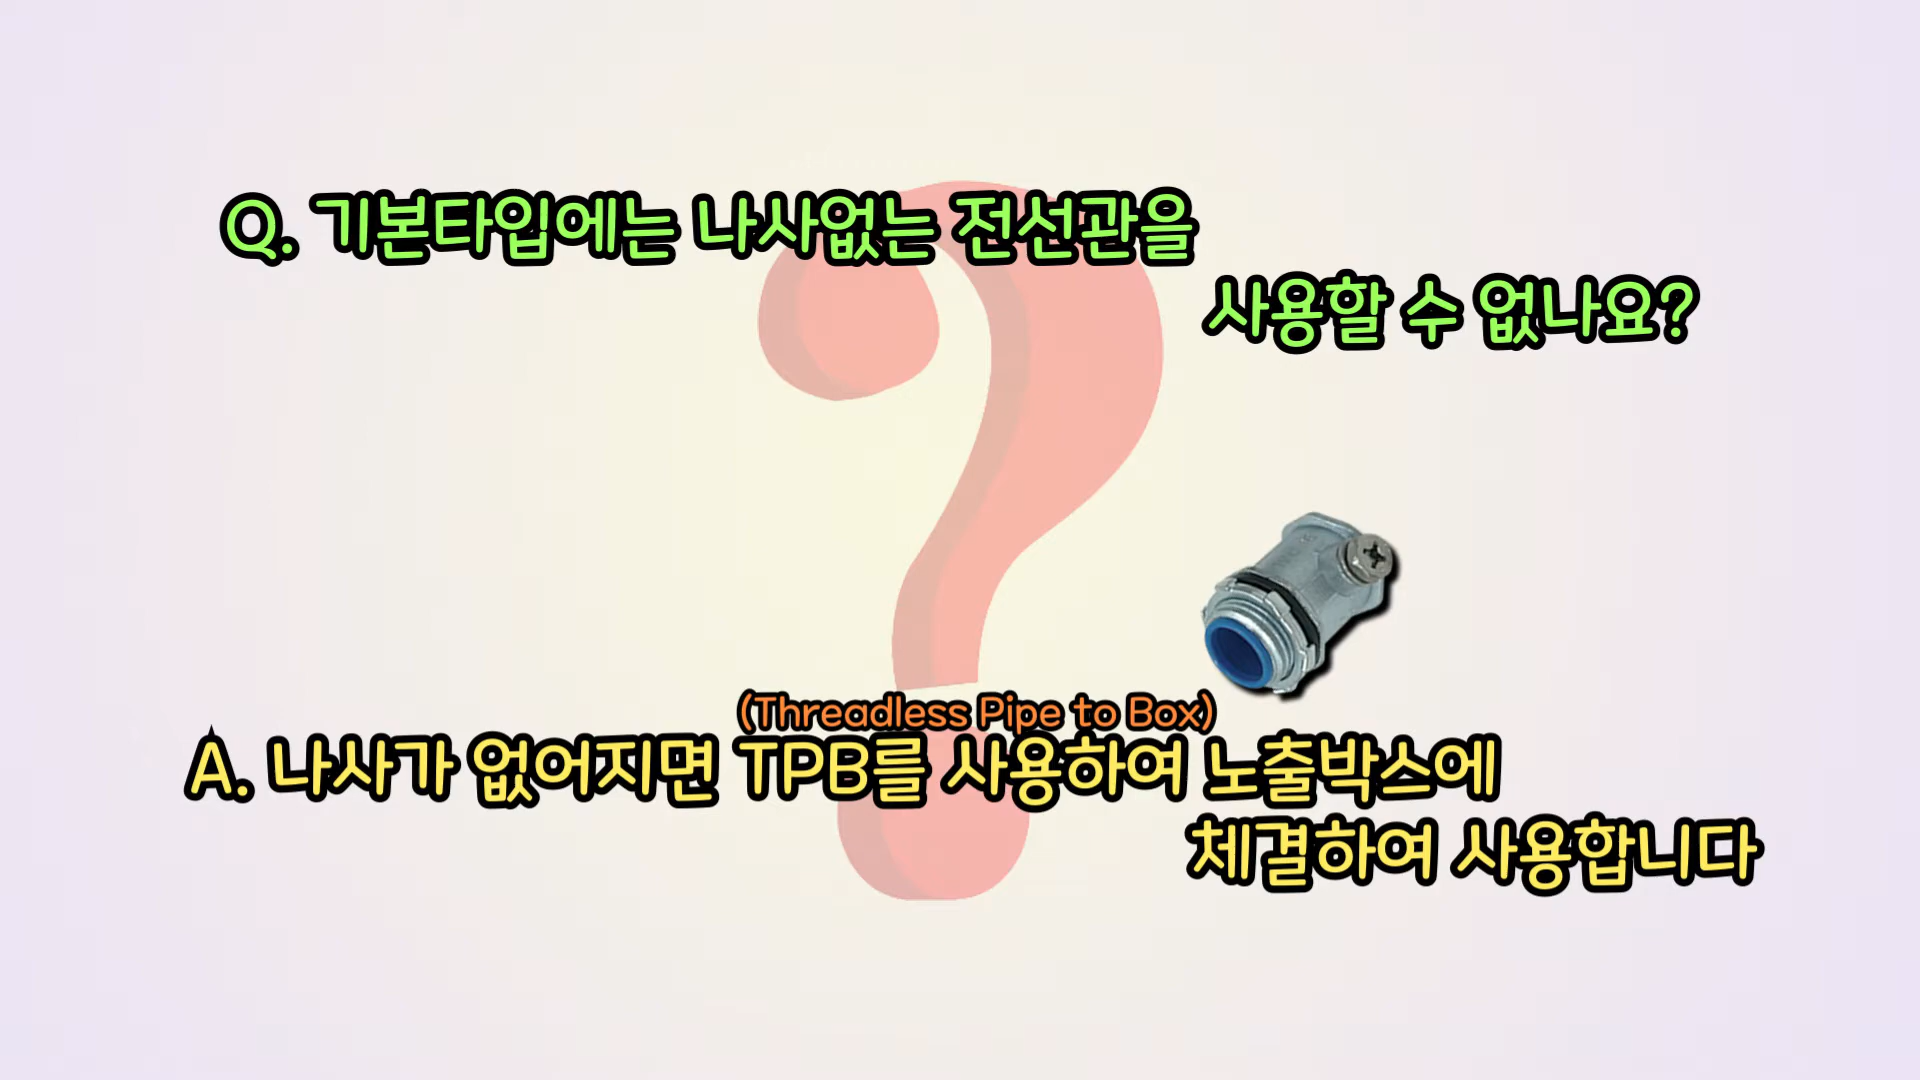 Q. 기본타입에는 나사없는 전선관을
사용할 수 없나요?
(Threadless Pipe to Box)
A. 나사가 없어지면 TPB를 사용하여 노출박스에
체결하여 사용합니다